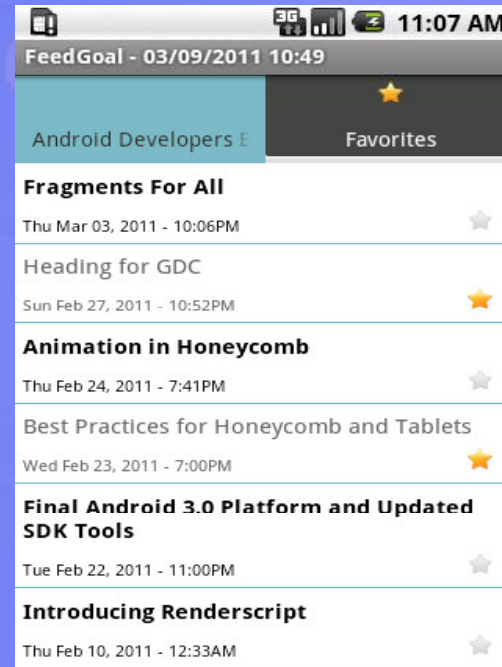 3G 11:07 AM
FeedGoal - 03/09/2011 10:49
Android Developers
Favorites
Fragments For All
Thu Mar 03, 2011 - 10:06PM
Heading for GDC
Sun Feb 27, 2011 - 10:52PM
Animation in Honeycomb
Thu Feb 24, 2011 - 7:41PM
Best Practices for Honeycomb and Tablets
Wed Feb 23, 2011 - 7:00PM
Final Android 3.0 Platform and Updated
SDK Tools
Tue Feb 22, 2011 - 11:00PM
Introducing Renderscript
Thu Feb 10, 2011 - 12:33AM